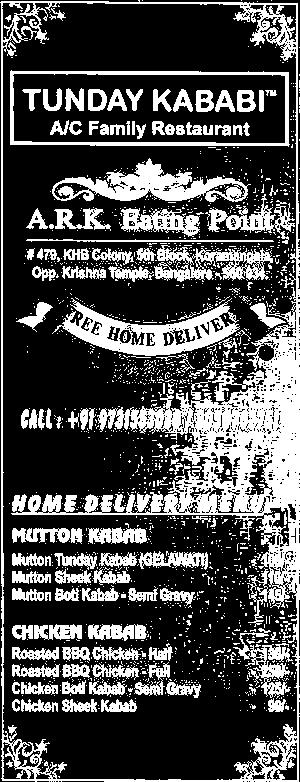 TUNDAY KABABI™
A/C Family Restaurant
A.R.K. Eating Point
# 479, KHB Colony, 5th Block, Koramangala,
Opp. Krishna Temple, Bangalore - 560 034.
FREE HOME DELIVERY
CALL : +91
HOME DELIVERY MENU
MUTTON KABAB
Mutton Tunday Kabab (GELAWATI)
Mutton Sheek Kabab
Mutton Boti Kabab - Semi Gravy
CHICKEN KABAB
Roasted BBQ Chicken - Half
Roasted BBQ Chicken - Full
Chicken Boti Kabab - Semi Gravy
Chicken Sheek Kabab